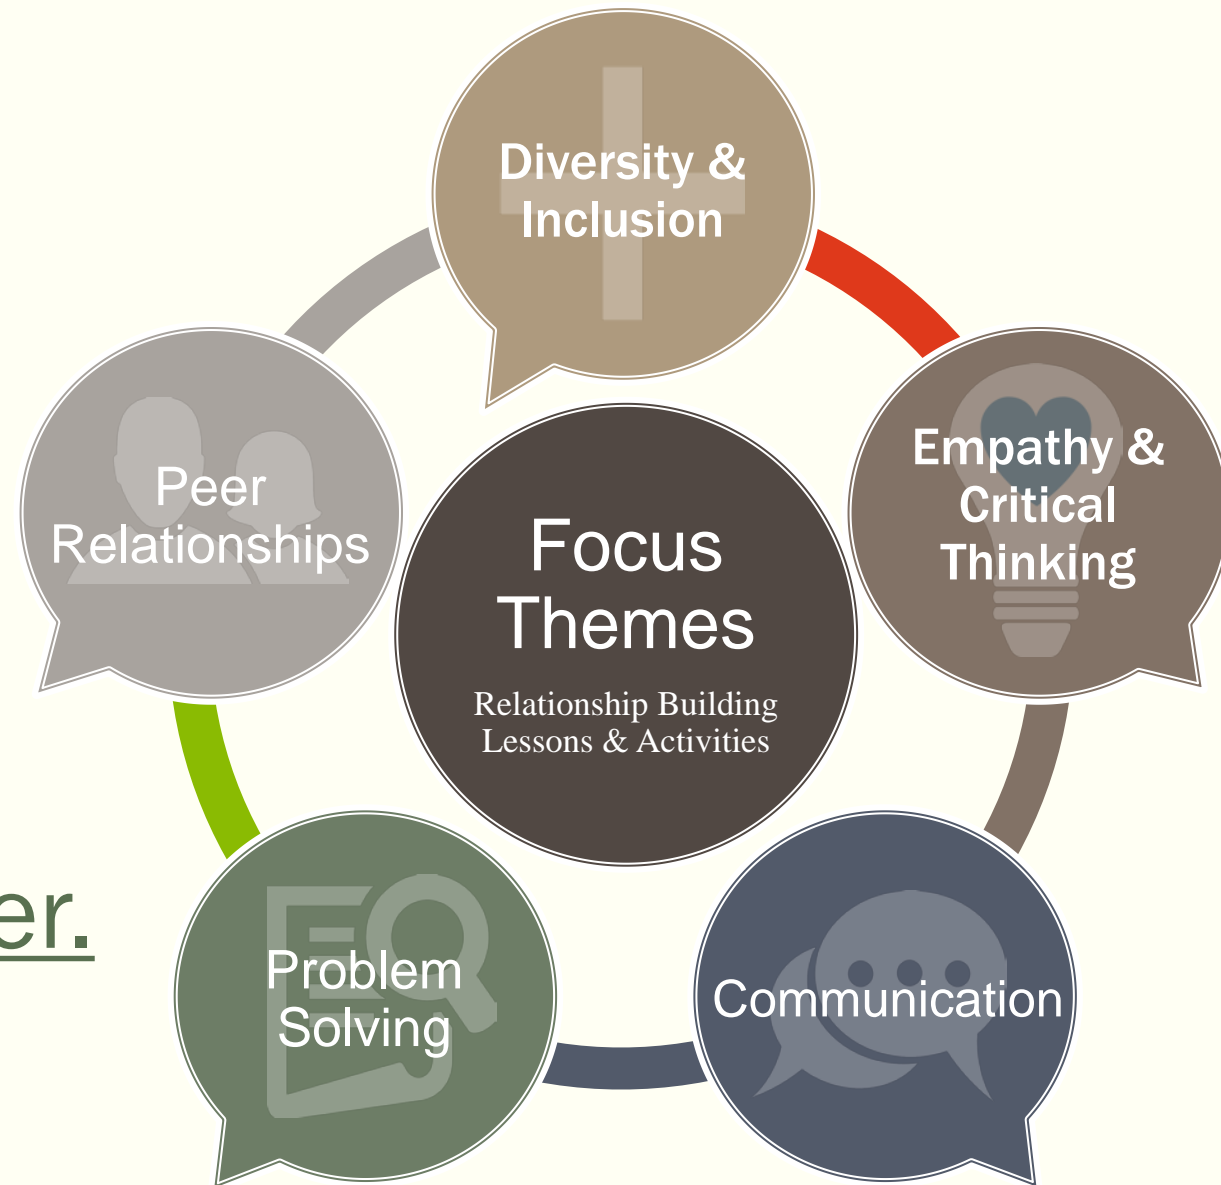 Diversity &
Inclusion
Empathy &
Critical
Thinking
Peer
Relationships
Focus
Themes
Relationship Building
Lessons & Activities
er.
Problem
Solving
Communication